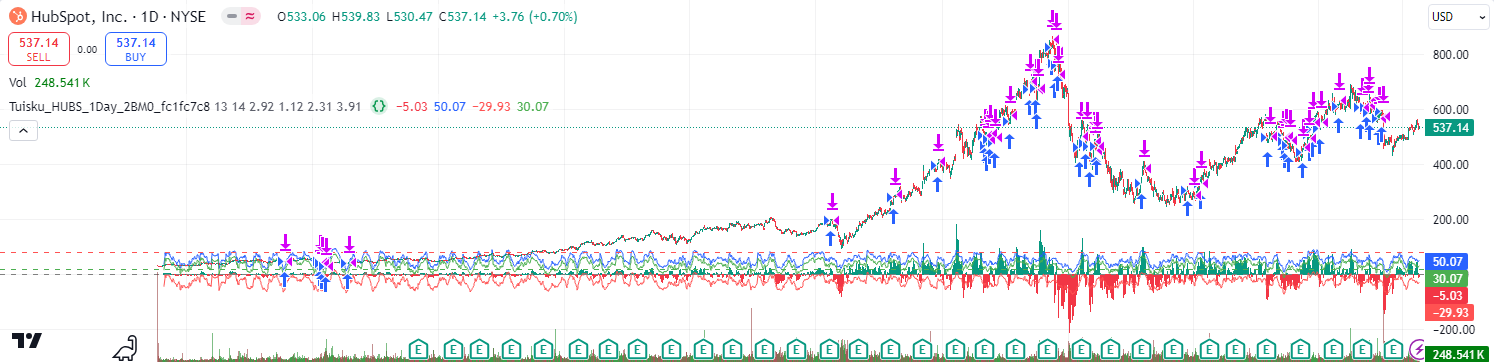 HubSpot, Inc. · 1D · NYSE O533.06 H539.83 L530.47 C537.14 +3.76 (+0.70%) USD
537.14 0.00 537.14
SELL BUY
Vol 248.541 K
Tuisku_HUBS_1Day_2BM0_fc1fc7c8 13 14 2.92 1.12 2.31 3.91 {} −5.03 50.07 −29.93 30.07
800.00
600.00
537.14
400.00
200.00
50.07
30.07
−5.03
−29.93
−200.00
E E E E E E E E E E E E E E E E E E E E E E E E E E E E E E E E
248.541 K